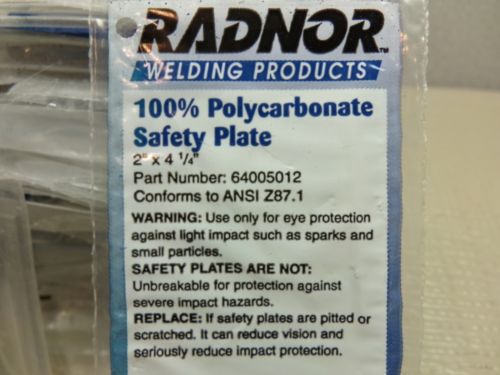 RADNOR™
WELDING PRODUCTS
100% Polycarbonate
Safety Plate
2" x 4 1/4"
Part Number: 64005012
Conforms to ANSI Z87.1
WARNING: Use only for eye protection
against light impact such as sparks and
small particles.
SAFETY PLATES ARE NOT:
Unbreakable for protection against
severe impact hazards.
REPLACE: If safety plates are pitted or
scratched. It can reduce vision and
seriously reduce impact protection.